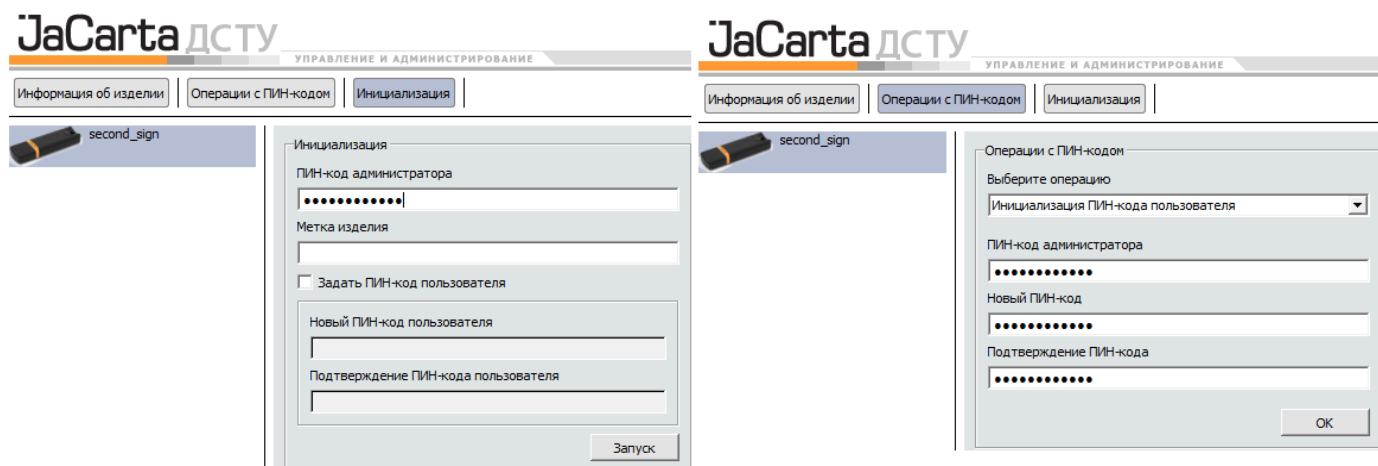 JaCarta ДСТУ
УПРАВЛЕНИЕ И АДМИНИСТРИРОВАНИЕ
Информация об изделии
Операции с ПИН-кодом
Инициализация
second_sign
Инициализация
ПИН-код администратора
••••••••••••
Метка изделия
Задать ПИН-код пользователя
Новый ПИН-код пользователя
Подтверждение ПИН-кода пользователя
Запуск
JaCarta ДСТУ
УПРАВЛЕНИЕ И АДМИНИСТРИРОВАНИЕ
Информация об изделии
Операции с ПИН-кодом
Инициализация
second_sign
Операции с ПИН-кодом
Выберите операцию
Инициализация ПИН-кода пользователя
ПИН-код администратора
••••••••••••
Новый ПИН-код
••••••••••••
Подтверждение ПИН-кода
••••••••••••
OK